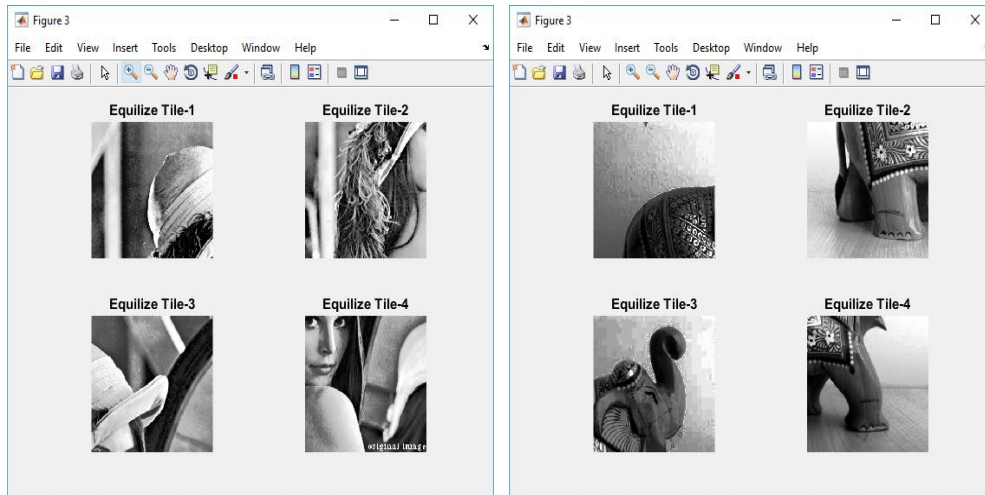 Figure 3
File Edit View Insert Tools Desktop Window Help
Equilize Tile-1
Equilize Tile-2
Equilize Tile-3
Equilize Tile-4
original image
Figure 3
File Edit View Insert Tools Desktop Window Help
Equilize Tile-1
Equilize Tile-2
Equilize Tile-3
Equilize Tile-4